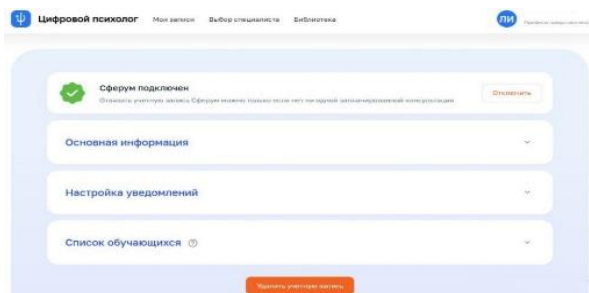 Цифровой психолог Мои записи Выбор специалиста Библиотека ЛИ
Сферум подключен
Отвязать учетную запись Сферум можно только если нет ни одной запланированной консультации
Отключить
Основная информация
Настройка уведомлений
Список обучающихся
Удалить учетную запись